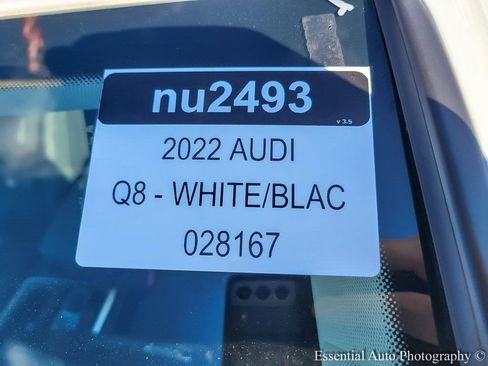 nu2493
v 3.5
2022 AUDI
Q8 - WHITE/BLAC
028167
Essential Auto Photography ©